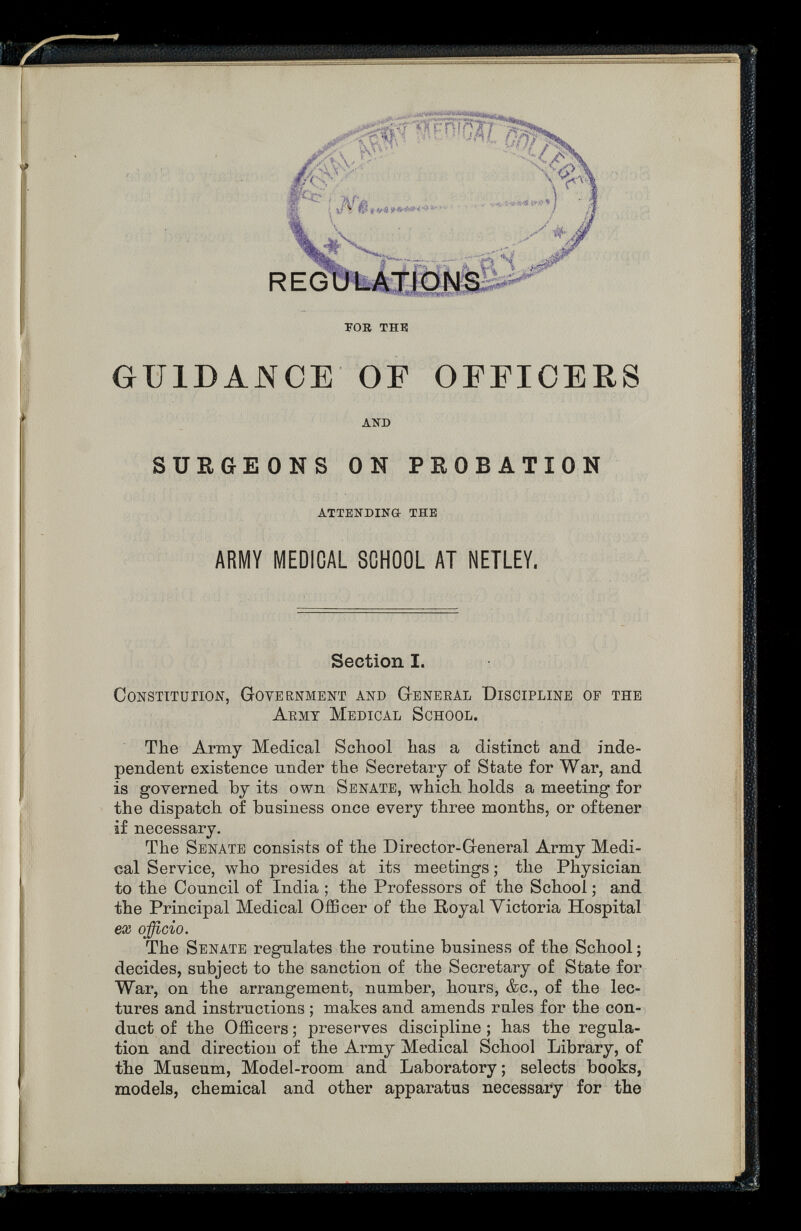 ROYAL ARMY MEDICAL COLLEGE
No.
LIBRARY
REGULATIONS
FOR THE
GUIDANCE OF OFFICERS
AND
SURGEONS ON PROBATION
ATTENDING THE
ARMY MEDICAL SCHOOL AT NETLEY.
Section I.
CONSTITUTION, GOVERNMENT AND GENERAL DISCIPLINE OF THE
ARMY MEDICAL SCHOOL.
The Army Medical School has a distinct and inde-
pendent existence under the Secretary of State for War, and
is governed by its own SENATE, which holds a meeting for
the dispatch of business once every three months, or oftener
if necessary.
The SENATE consists of the Director-General Army Medi-
cal Service, who presides at its meetings; the Physician
to the Council of India; the Professors of the School; and
the Principal Medical Officer of the Royal Victoria Hospital
ex officio.
The SENATE regulates the routine business of the School;
decides, subject to the sanction of the Secretary of State for
War, on the arrangement, number, hours, &c., of the lec-
tures and instructions; makes and amends rules for the con-
duct of the Officers; preserves discipline; has the regula-
tion and direction of the Army Medical School Library, of
the Museum, Model-room and Laboratory; selects books,
models, chemical and other apparatus necessary for the